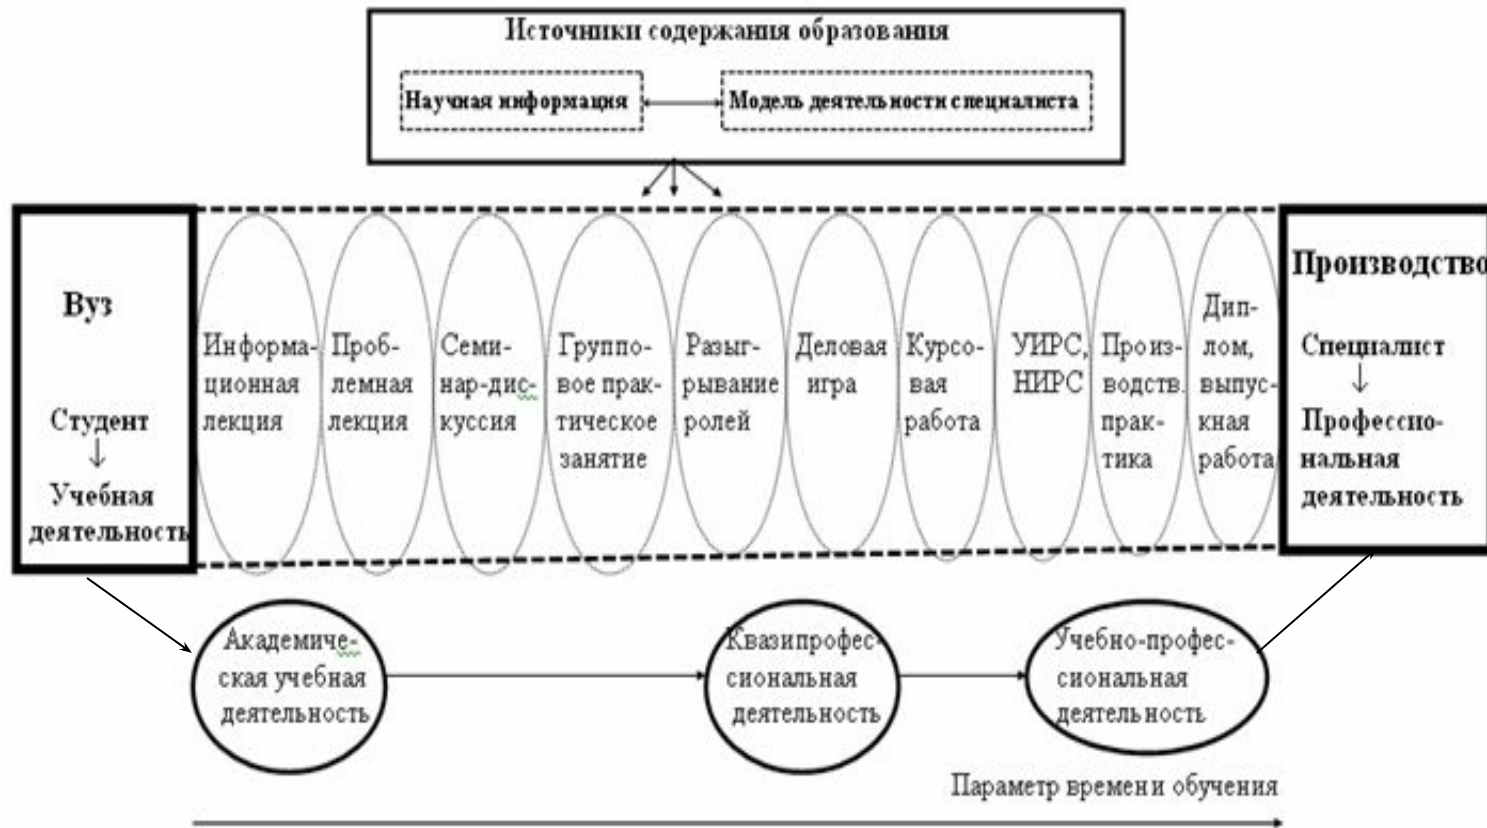 Источники содержания образования
Научная информация
Модель деятельности специалиста
Вуз
Студент
Учебная
деятельность
Информа-
ционная
лекция
Проб-
лемная
лекция
Семи-
нар-дис-
куссия
Группо-
вое прак-
тическое
занятие
Разыг-
рывание
ролей
Деловая
игра
Курсо-
вая
работа
УИРС,
НИРС
Произ-
водств.
прак-
тика
Дип-
лом,
выпус-
кная
работа
Производство
Специалист
Професcио-
нальная
деятельность
Академиче-
ская учебная
деятельность
Квазипрофес-
сиональная
деятельность
Учебно-профес-
сиональная
деятельность
Параметр времени обучения